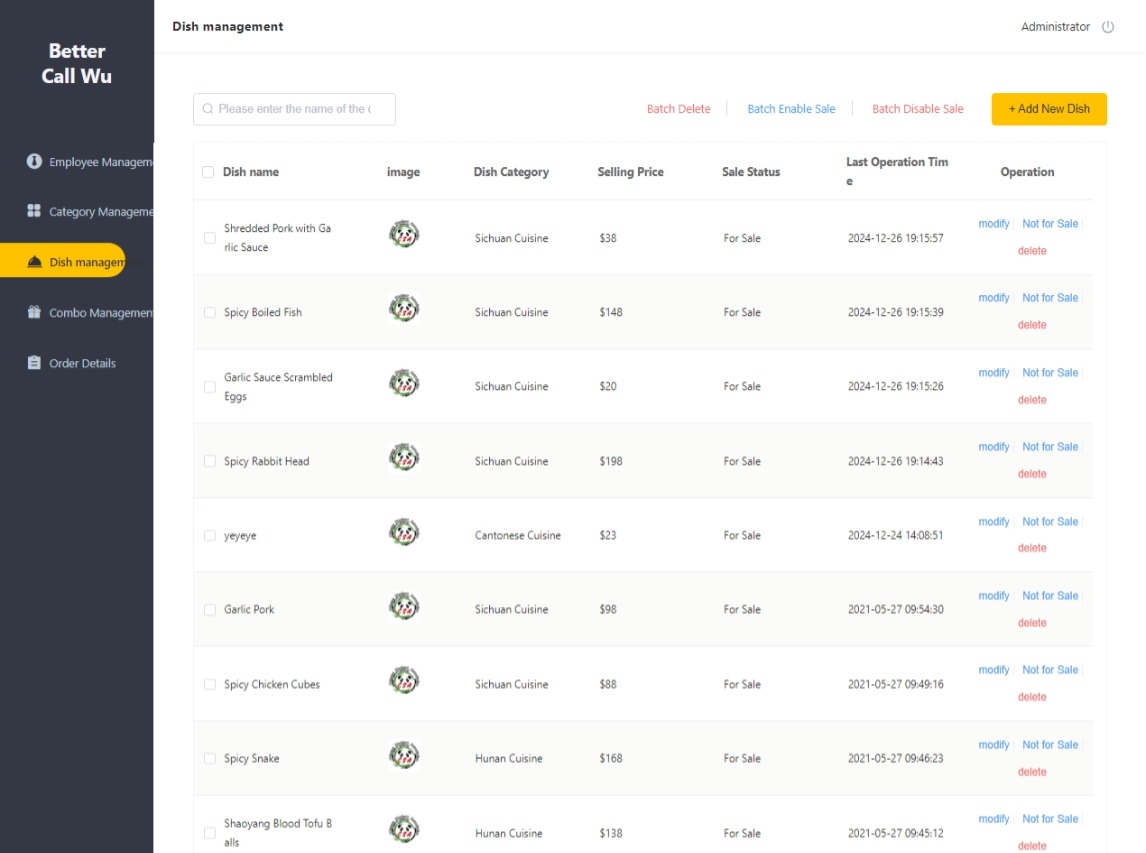 Better
Call Wu
Dish management
Administrator
Employee Managem
Category Manageme
Dish managem
Combo Managemen
Order Details
Please enter the name of the c
Batch Delete
Batch Enable Sale
Batch Disable Sale
+ Add New Dish
Dish name image Dish Category Selling Price Sale Status Last Operation Tim
e
Operation
Shredded Pork with Ga
rlic Sauce
Sichuan Cuisine $38 For Sale 2024-12-26 19:15:57
modify Not for Sale
delete
Spicy Boiled Fish Sichuan Cuisine $148 For Sale 2024-12-26 19:15:39
modify Not for Sale
delete
Garlic Sauce Scrambled
Eggs
Sichuan Cuisine $20 For Sale 2024-12-26 19:15:26
modify Not for Sale
delete
Spicy Rabbit Head Sichuan Cuisine $198 For Sale 2024-12-26 19:14:43
modify Not for Sale
delete
yeyeye Cantonese Cuisine $23 For Sale 2024-12-24 14:08:51
modify Not for Sale
delete
Garlic Pork Sichuan Cuisine $98 For Sale 2021-05-27 09:54:30
modify Not for Sale
delete
Spicy Chicken Cubes Sichuan Cuisine $88 For Sale 2021-05-27 09:49:16
modify Not for Sale
delete
Spicy Snake Hunan Cuisine $168 For Sale 2021-05-27 09:46:23
modify Not for Sale
delete
Shaoyang Blood Tofu B
alls
Hunan Cuisine $138 For Sale 2021-05-27 09:45:12
modify Not for Sale
delete